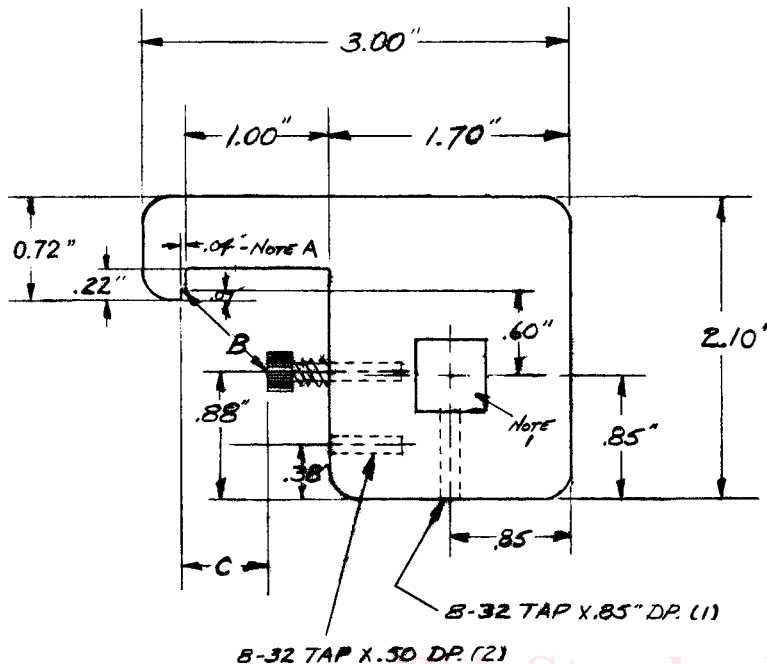 3.00"
1.00"
1.70"
0.72"
.04"-NOTE A
.22"
B
.60"
2.10"
.88"
NOTE
1
.85"
.38"
.85
C
8-32 TAP X.85" DP. (1)
8-32 TAP X.50 DP. (2)